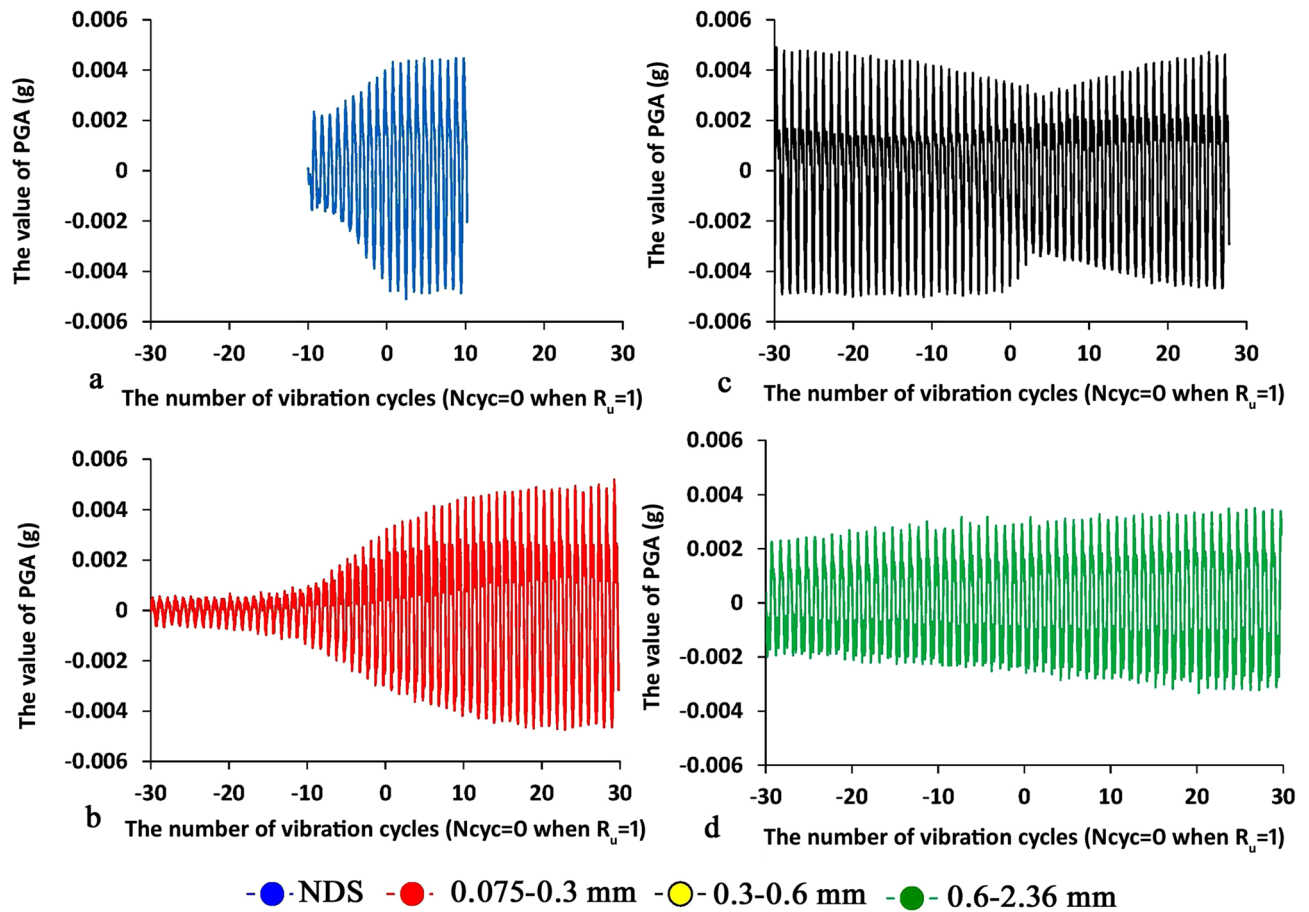 0.006
0.004
0.002
0
-0.002
-0.004
-0.006
The value of PGA (g)
-30 -20 -10 0 10 20 30
a
The number of vibration cycles (Ncyc=0 when Ru=1)
0.006
0.004
0.002
0
-0.002
-0.004
-0.006
The value of PGA (g)
-30 -20 -10 0 10 20 30
c
The number of vibration cycles (Ncyc=0 when Ru=1)
0.006
0.004
0.002
0
-0.002
-0.004
-0.006
The value of PGA (g)
-30 -20 -10 0 10 20 30
b
The number of vibration cycles (Ncyc=0 when Ru=1)
0.006
0.004
0.002
0
-0.002
-0.004
-0.006
The value of PGA (g)
-30 -20 -10 0 10 20 30
d
The number of vibration cycles (Ncyc=0 when Ru=1)
NDS 0.075-0.3 mm 0.3-0.6 mm 0.6-2.36 mm